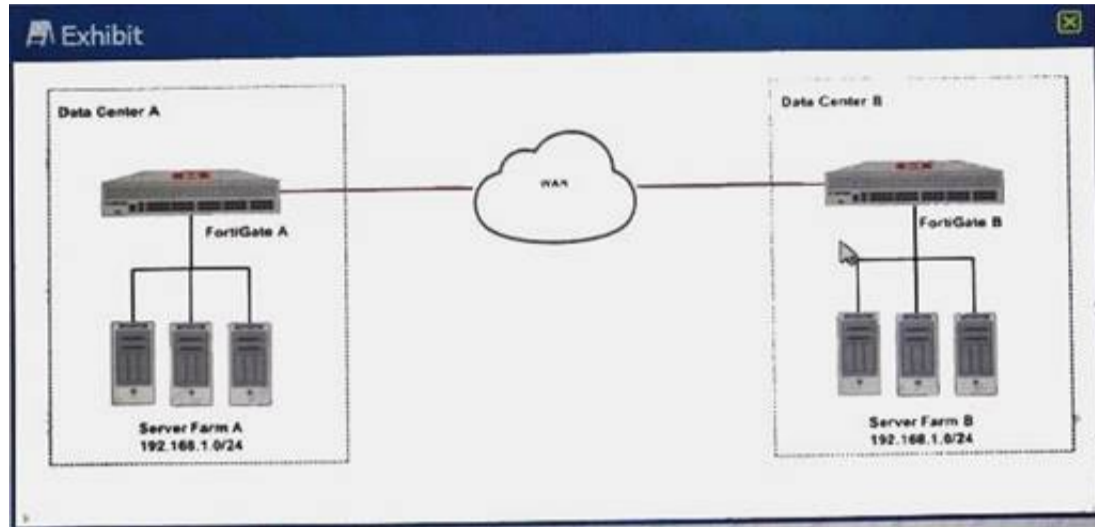 Exhibit
Data Center A
Data Center B
WAN
FortiGate A
FortiGate B
Server Farm A
192.168.1.0/24
Server Farm B
192.168.1.0/24